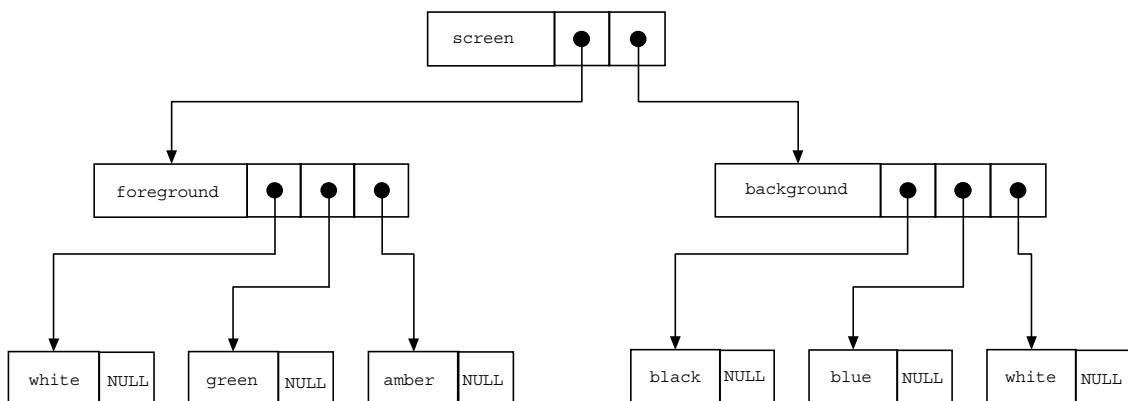 screen
foreground
background
white NULL
green NULL
amber NULL
black NULL
blue NULL
white NULL